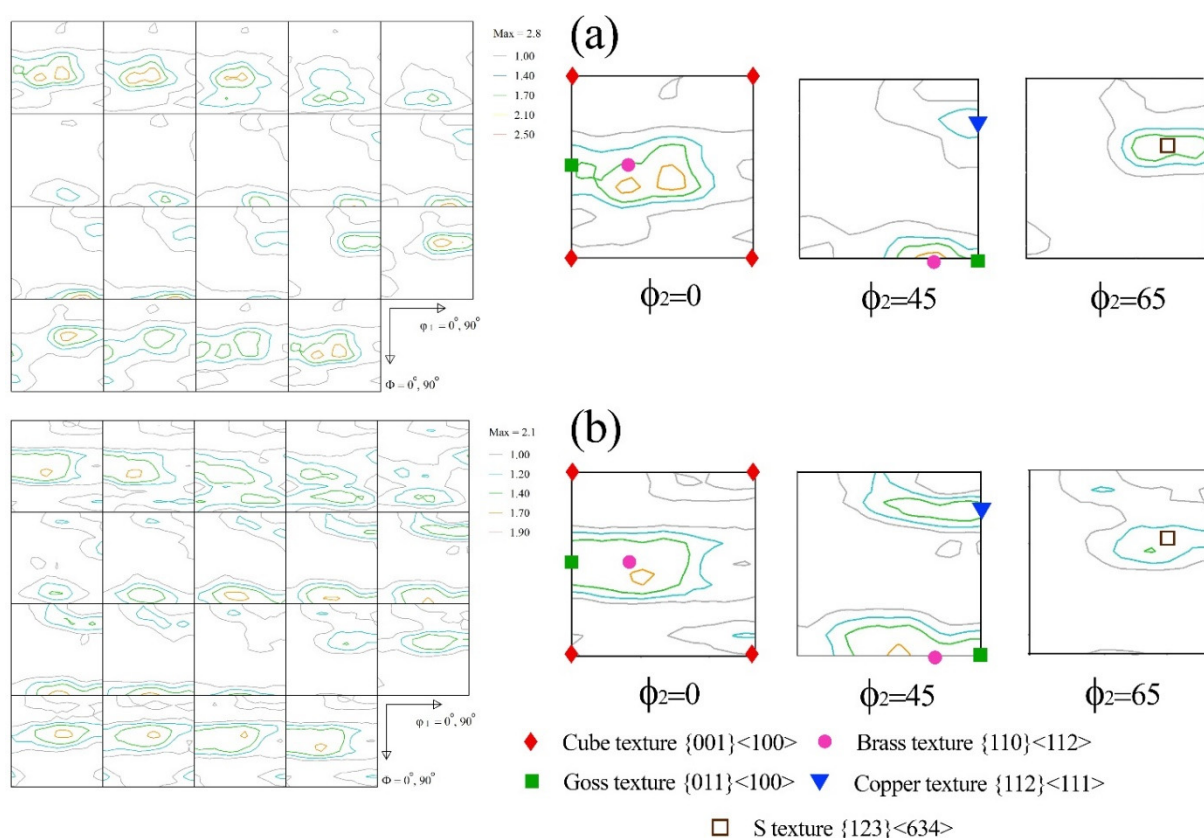 Max = 2.8
1.00
1.40
1.70
2.10
2.50
φ1 = 0°, 90°
Φ = 0°, 90°
(a)
ϕ2=0
ϕ2=45
ϕ2=65
Max = 2.1
1.00
1.20
1.40
1.70
1.90
φ1 = 0°, 90°
Φ = 0°, 90°
(b)
ϕ2=0
ϕ2=45
ϕ2=65
Cube texture {001}<100>
Brass texture {110}<112>
Goss texture {011}<100>
Copper texture {112}<111>
S texture {123}<634>